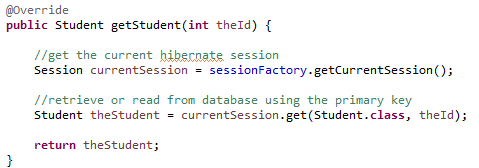 @Override
public Student getStudent(int theId) {
//get the current hibernate session
Session currentSession = sessionFactory.getCurrentSession();
//retrieve or read from database using the primary key
Student theStudent = currentSession.get(Student.class, theId);
return theStudent;
}